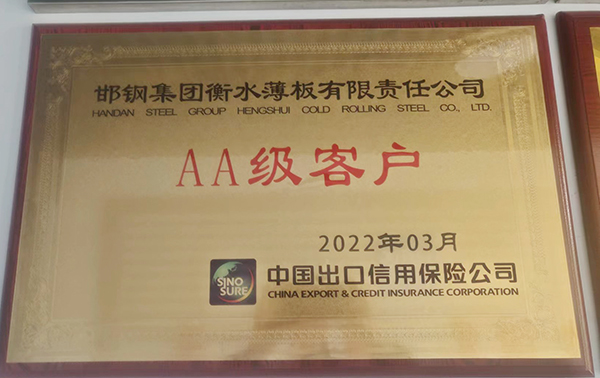 邯钢集团衡水薄板有限责任公司
HANDAN STEEL GROUP HENGSHUI COLD ROLLING STEEL CO., LTD.
AA级客户
2022年03月
SINO
SURE
中国出口信用保险公司
CHINA EXPORT & CREDIT INSURANCE CORPORATION